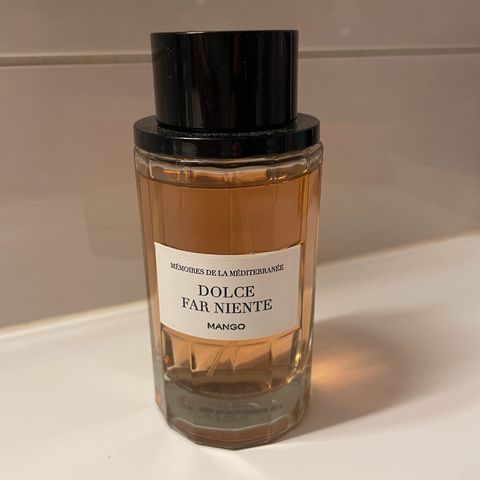 MÉMOIRES DE LA MÉDITERRANÉE
DOLCE
FAR NIENTE
MANGO